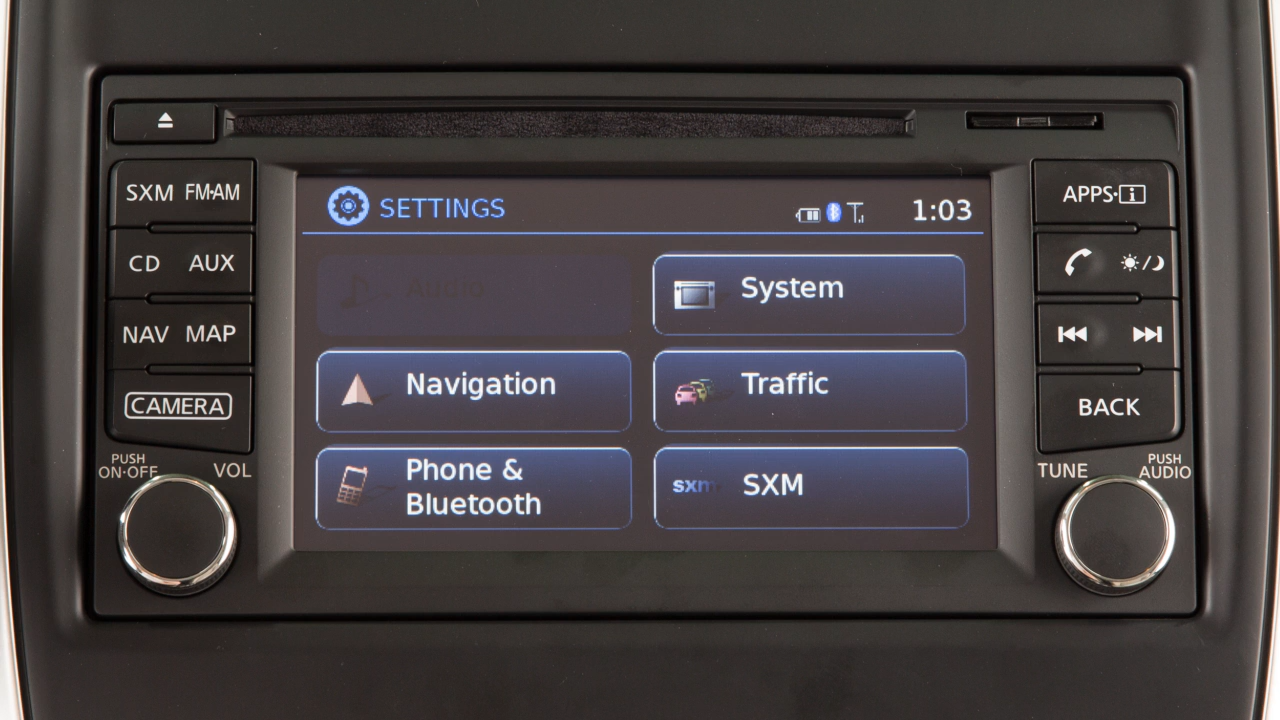 SXM FM·AM
CD AUX
NAV MAP
CAMERA
PUSH
ON·OFF
VOL
SETTINGS
1:03
Audio
System
Navigation
Traffic
Phone &
Bluetooth
sxm
SXM
APPS·i
BACK
TUNE
PUSH
AUDIO